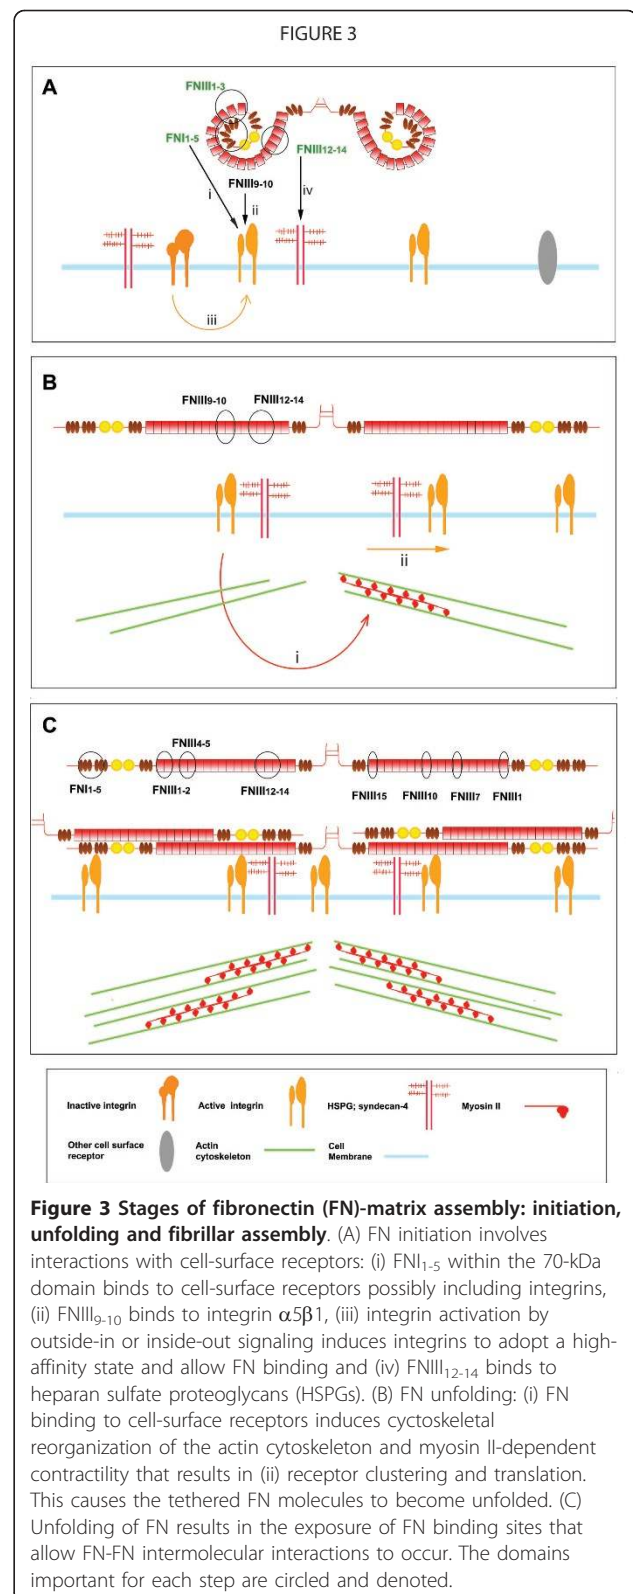 FIGURE 3
A
FNIII1-3
FNI1-5
FNIII12-14
FNIII9-10
i
ii
iv
iii
B
FNIII9-10
FNIII12-14
ii
i
C
FNIII4-5
FNI1-5
FNIII1-2
FNIII12-14
FNIII15
FNIII10
FNIII7
FNIII1
Inactive integrin
Active integrin
HSPG; syndecan-4
Myosin II
Other cell surface
receptor
Actin
cytoskeleton
Cell
Membrane
Figure 3 Stages of fibronectin (FN)-matrix assembly: initiation,
unfolding and fibrillar assembly. (A) FN initiation involves
interactions with cell-surface receptors: (i) FNI1-5 within the 70-kDa
domain binds to cell-surface receptors possibly including integrins,
(ii) FNIII9-10 binds to integrin α5β1, (iii) integrin activation by
outside-in or inside-out signaling induces integrins to adopt a high-
affinity state and allow FN binding and (iv) FNIII12-14 binds to
heparan sulfate proteoglycans (HSPGs). (B) FN unfolding: (i) FN
binding to cell-surface receptors induces cyctoskeletal
reorganization of the actin cytoskeleton and myosin II-dependent
contractility that results in (ii) receptor clustering and translation.
This causes the tethered FN molecules to become unfolded. (C)
Unfolding of FN results in the exposure of FN binding sites that
allow FN-FN intermolecular interactions to occur. The domains
important for each step are circled and denoted.